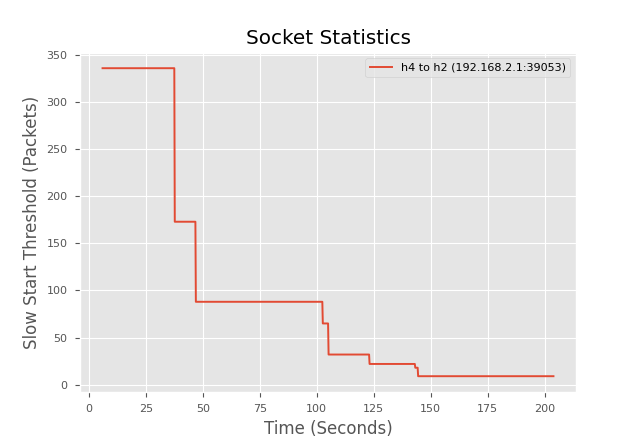 Socket Statistics
h4 to h2 (192.168.2.1:39053)
Slow Start Threshold (Packets)
350
300
250
200
150
100
50
0
0 25 50 75 100 125 150 175 200
Time (Seconds)